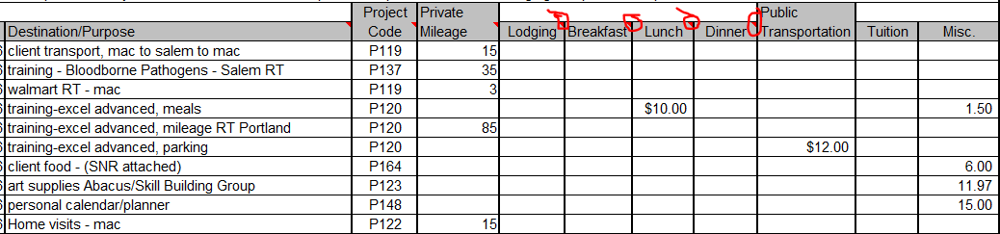 Project Private Public
Destination/Purpose Code Mileage Lodging Breakfast Lunch Dinner Transportation Tuition Misc.
client transport, mac to salem to mac P119 15
training - Bloodborne Pathogens - Salem RT P137 35
walmart RT - mac P119 3
training-excel advanced, meals P120 $10.00 1.50
training-excel advanced, mileage RT Portland P120 85
training-excel advanced, parking P120 $12.00
client food - (SNR attached) P164 6.00
art supplies Abacus/Skill Building Group P123 11.97
personal calendar/planner P148 15.00
Home visits - mac P122 15